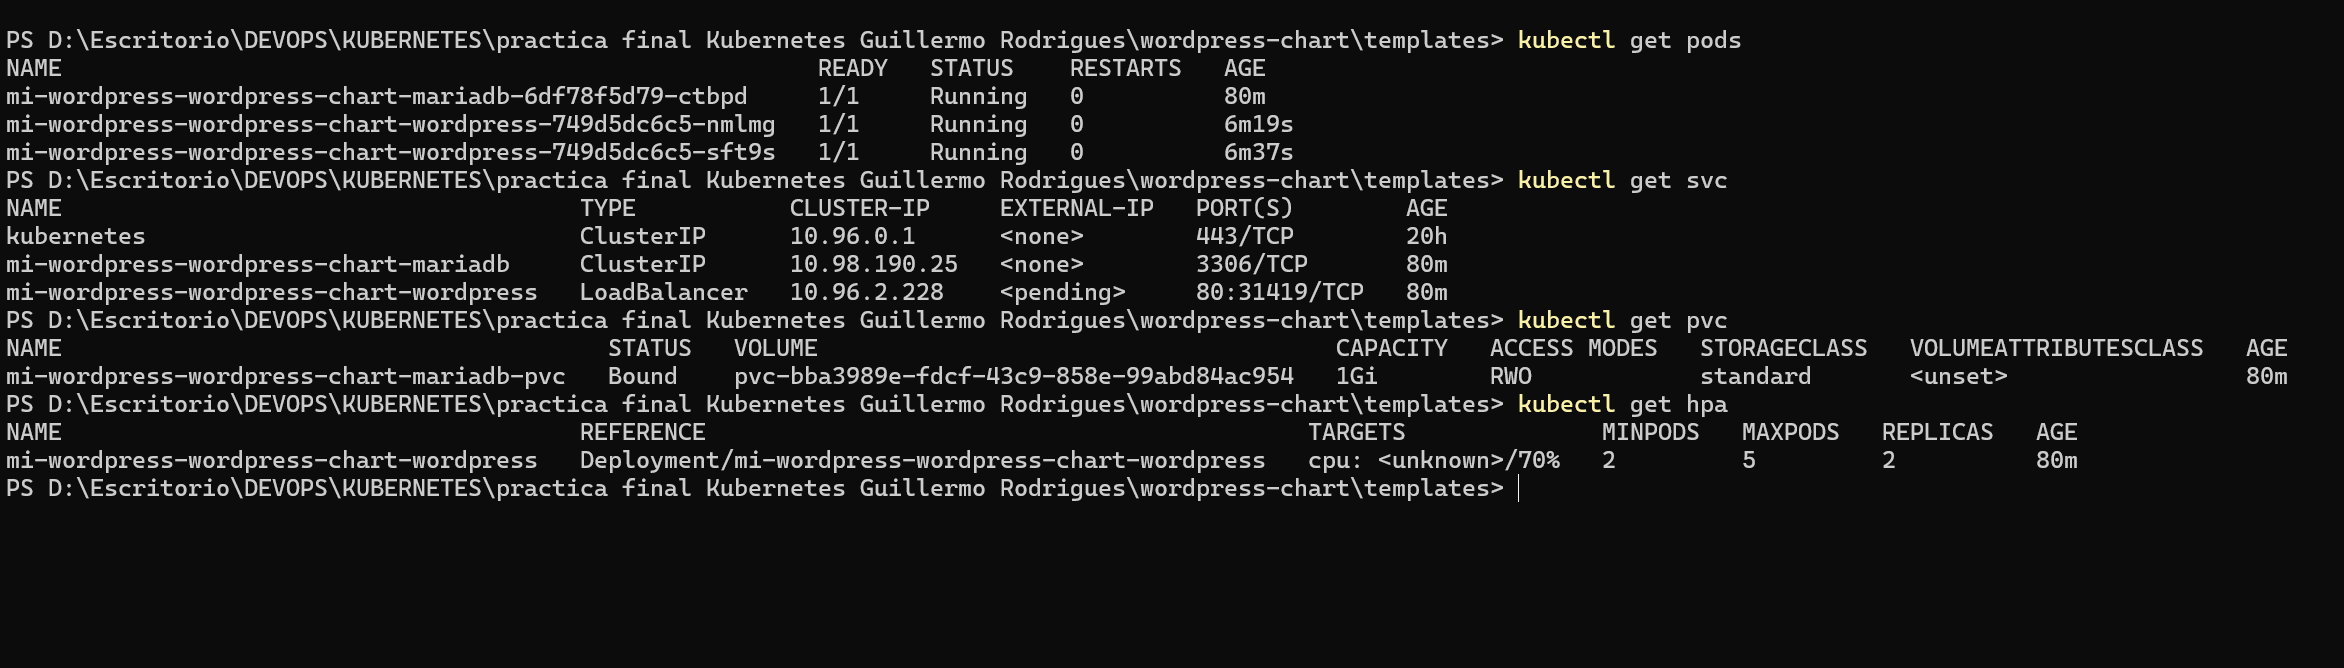 PS D:\Escritorio\DEVOPS\KUBERNETES\practica final Kubernetes Guillermo Rodrigues\wordpress-chart\templates> kubectl get pods
NAME                                                      READY   STATUS    RESTARTS   AGE
mi-wordpress-wordpress-chart-mariadb-6df78f5d79-ctbpd     1/1     Running   0          80m
mi-wordpress-wordpress-chart-wordpress-749d5dc6c5-nmlmg   1/1     Running   0          6m19s
mi-wordpress-wordpress-chart-wordpress-749d5dc6c5-sft9s   1/1     Running   0          6m37s
PS D:\Escritorio\DEVOPS\KUBERNETES\practica final Kubernetes Guillermo Rodrigues\wordpress-chart\templates> kubectl get svc
NAME                                     TYPE           CLUSTER-IP     EXTERNAL-IP   PORT(S)        AGE
kubernetes                               ClusterIP      10.96.0.1      <none>        443/TCP        20h
mi-wordpress-wordpress-chart-mariadb     ClusterIP      10.98.190.25   <none>        3306/TCP       80m
mi-wordpress-wordpress-chart-wordpress   LoadBalancer   10.96.2.228    <pending>     80:31419/TCP   80m
PS D:\Escritorio\DEVOPS\KUBERNETES\practica final Kubernetes Guillermo Rodrigues\wordpress-chart\templates> kubectl get pvc
NAME                                       STATUS   VOLUME                                     CAPACITY   ACCESS MODES   STORAGECLASS   VOLUMEATTRIBUTESCLASS   AGE
mi-wordpress-wordpress-chart-mariadb-pvc   Bound    pvc-bba3989e-fdcf-43c9-858e-99abd84ac954   1Gi        RWO            standard       <unset>                 80m
PS D:\Escritorio\DEVOPS\KUBERNETES\practica final Kubernetes Guillermo Rodrigues\wordpress-chart\templates> kubectl get hpa
NAME                                     REFERENCE                                           TARGETS              MINPODS   MAXPODS   REPLICAS   AGE
mi-wordpress-wordpress-chart-wordpress   Deployment/mi-wordpress-wordpress-chart-wordpress   cpu: <unknown>/70%   2         5         2          80m
PS D:\Escritorio\DEVOPS\KUBERNETES\practica final Kubernetes Guillermo Rodrigues\wordpress-chart\templates>